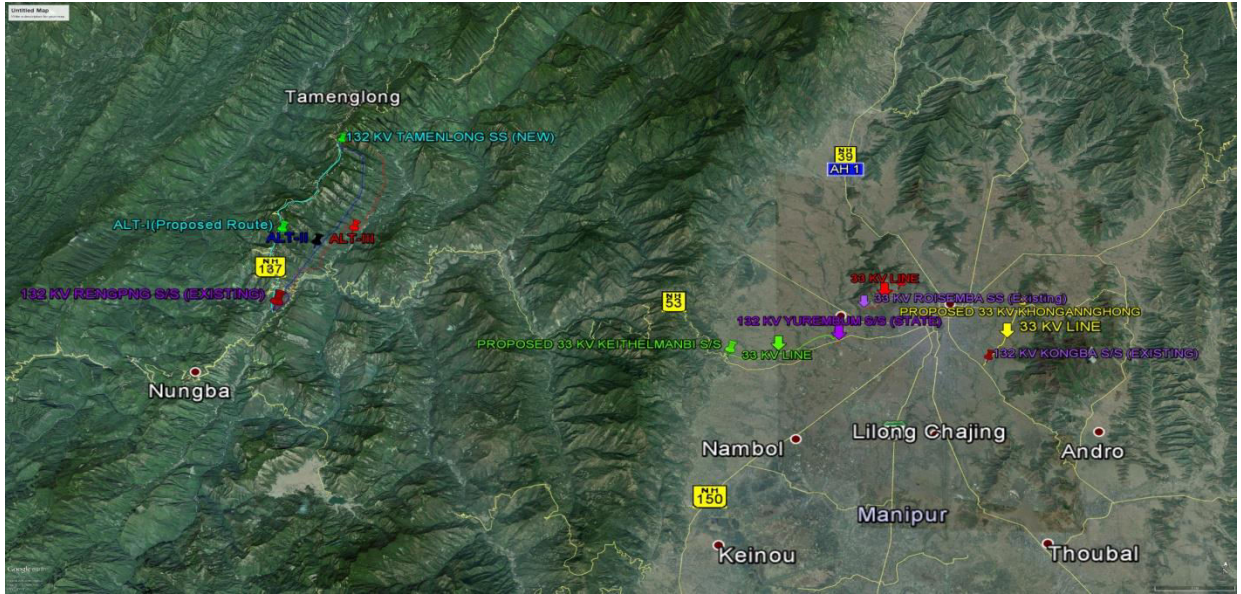 Untitled Map
Tamenglong
132 KV TAMENLONG SS (NEW)
NH
39
AH 1
ALT-I(Proposed Route)
ALT-II
ALT-III
NH
137
132 KV RENGPNG S/S (EXISTING)
33 KV LINE
33 KV ROISEMBA SS (Existing)
NH
53
PROPOSED 33 KV KHONGANNGHONG
132 KV YUREMBUM S/S (STATE)
33 KV LINE
PROPOSED 33 KV KEITHELMANBI S/S
33 KV LINE
132 KV KONGBA S/S (EXISTING)
Nungba
Nambol
Lilong Chajing
Andro
NH
150
Manipur
Keinou
Thoubal